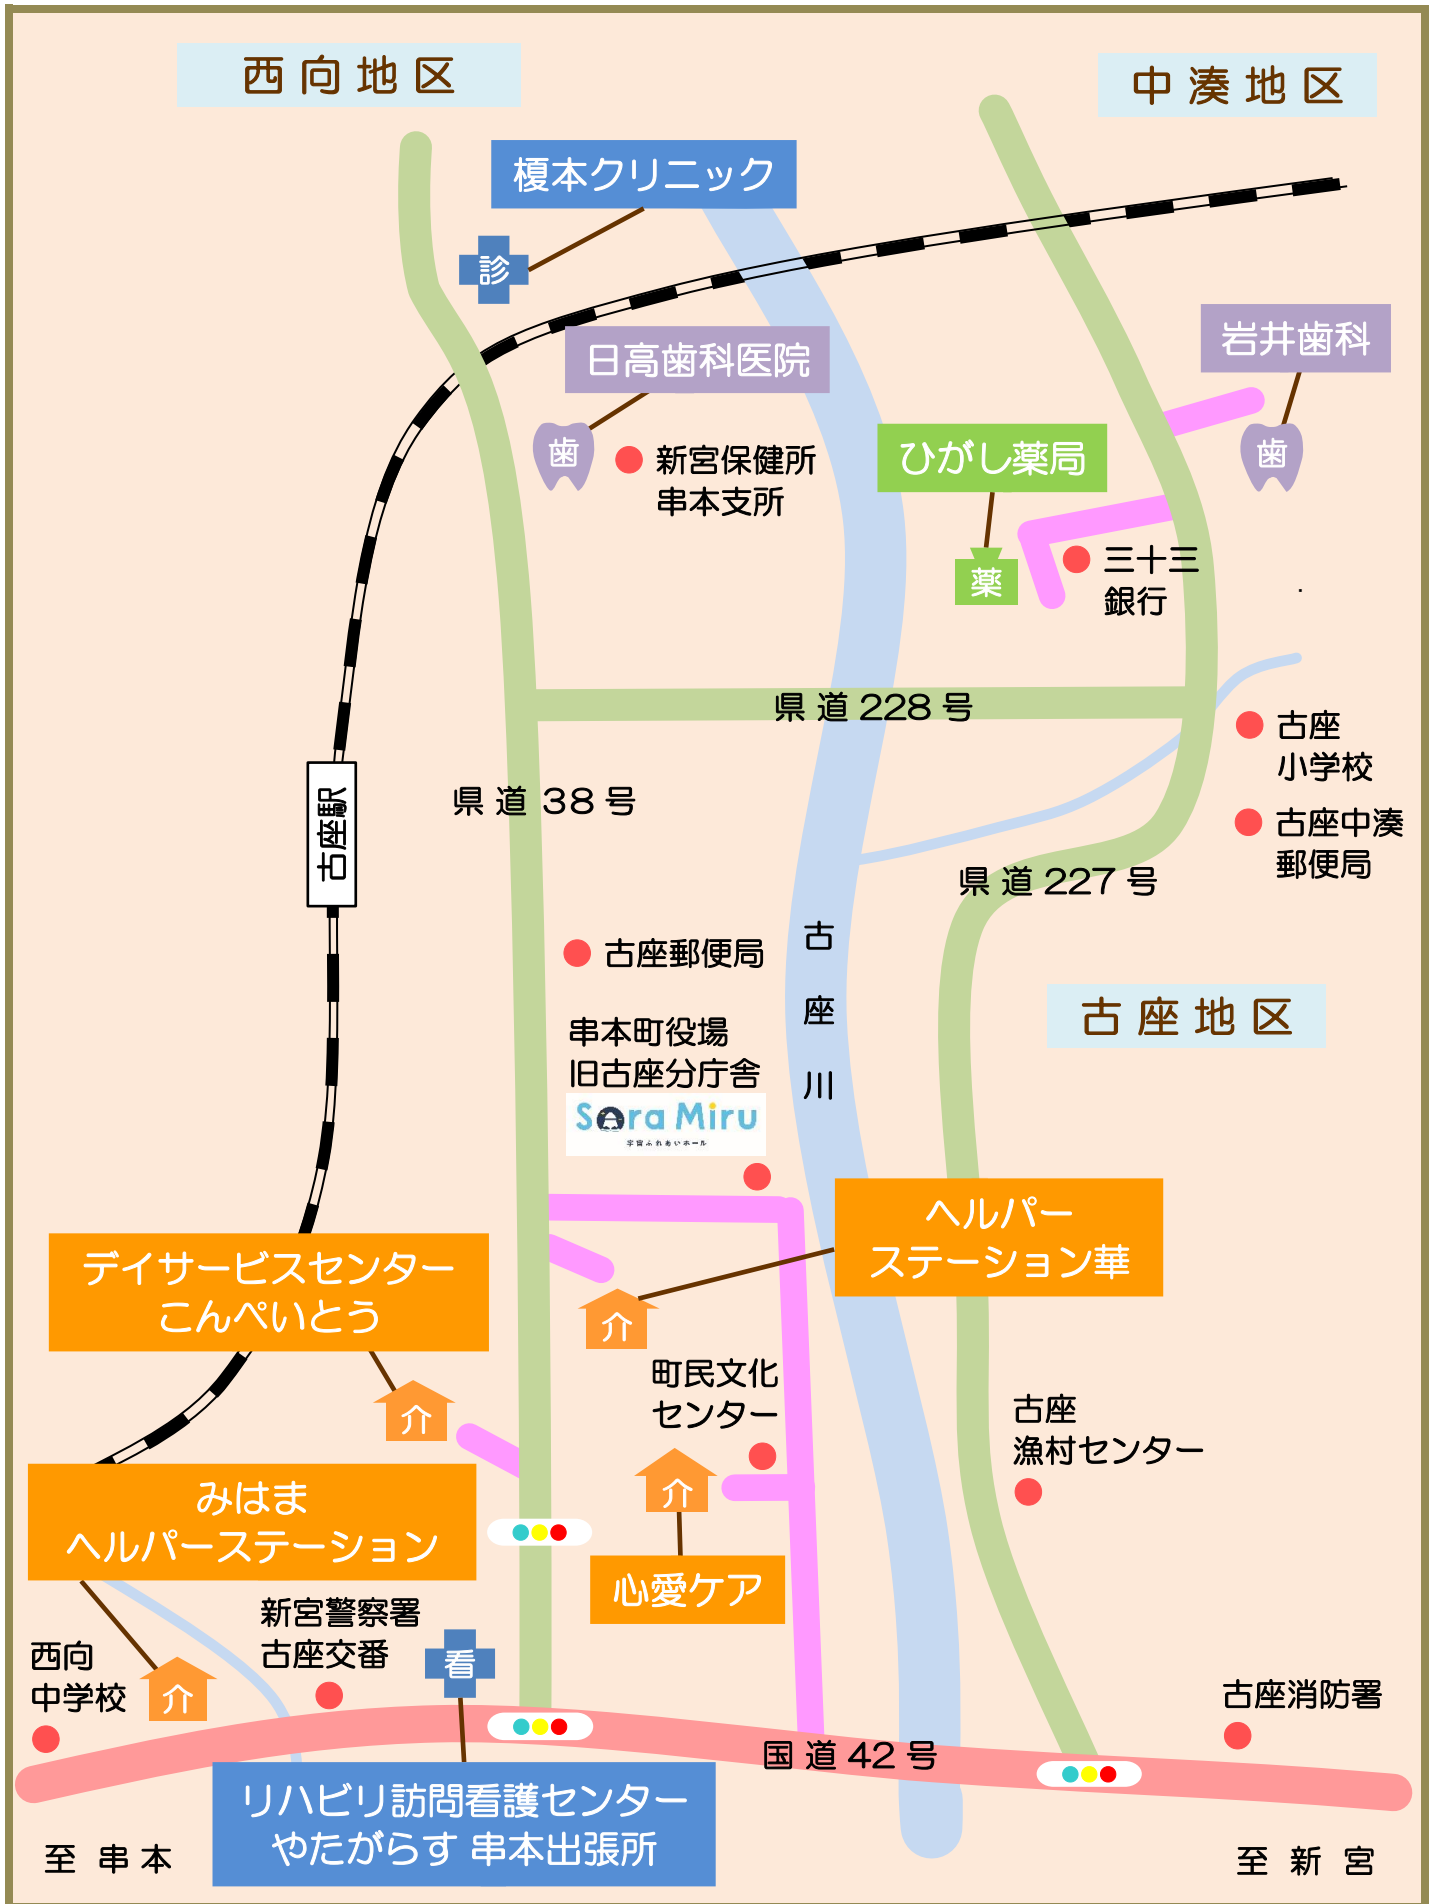 西向地区
中湊地区
榎本クリニック
診
日高歯科医院
岩井歯科
歯
新宮保健所
串本支所
ひがし薬局
歯
薬
三十三
銀行
県道228号
古座
小学校
県道38号
古座駅
古座中湊
郵便局
県道227号
古座川
古座郵便局
古座地区
串本町役場
旧古座分庁舎
Sora Miru
宇宙ふれあいホール
ヘルパー
ステーション華
デイサービスセンター
こんぺいとう
介
町民文化
センター
介
古座
漁村センター
介
みはま
ヘルパーステーション
心愛ケア
新宮警察署
古座交番
看
西向
中学校
介
古座消防署
国道42号
リハビリ訪問看護センター
やたがらす 串本出張所
至 串本
至 新宮